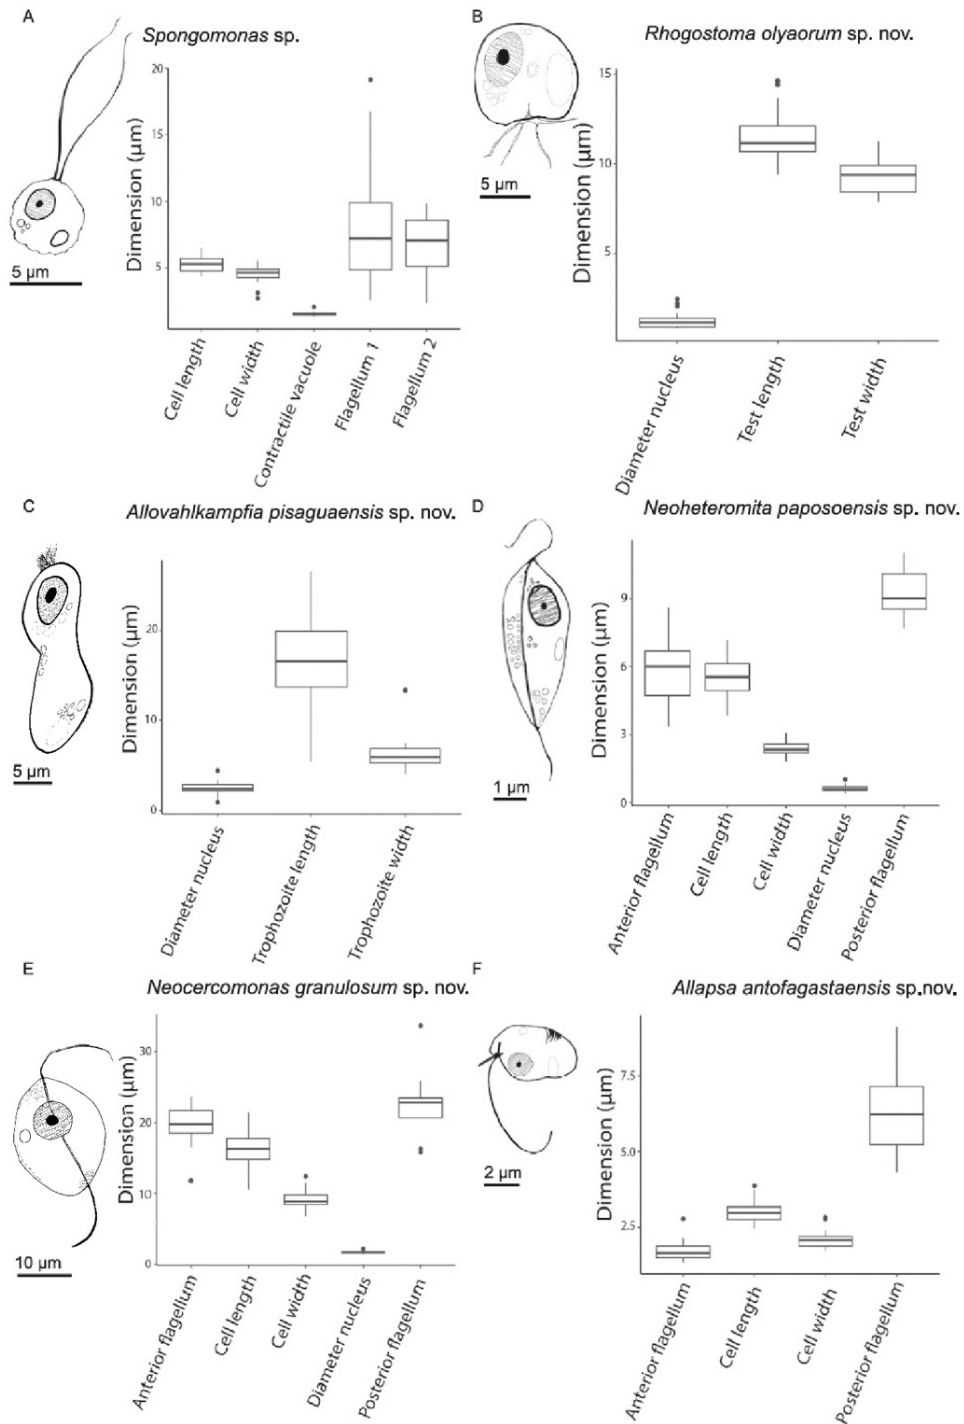 A
Spongomonas sp.
20
15
10
5
Dimension (µm)
5 µm
Cell length
Cell width
Contractile vacuole
Flagellum 1
Flagellum 2
B
Rhogostoma olyaorum sp. nov.
15
10
5
Dimension (µm)
5 µm
Diameter nucleus
Test length
Test width
C
Allovahlkampfia pisaguaensis sp. nov.
20
10
0
Dimension (µm)
5 µm
Diameter nucleus
Trophozoite length
Trophozoite width
D
Neoheteromita paposoensis sp. nov.
9
6
3
0
Dimension (µm)
1 µm
Anterior flagellum
Cell length
Cell width
Diameter nucleus
Posterior flagellum
E
Neocercomonas granulosum sp. nov.
30
20
10
0
Dimension (µm)
10 µm
Anterior flagellum
Cell length
Cell width
Diameter nucleus
Posterior flagellum
F
Allapsa antofagastaensis sp.nov.
7.5
5.0
2.5
Dimension (µm)
2 µm
Anterior flagellum
Cell length
Cell width
Posterior flagellum